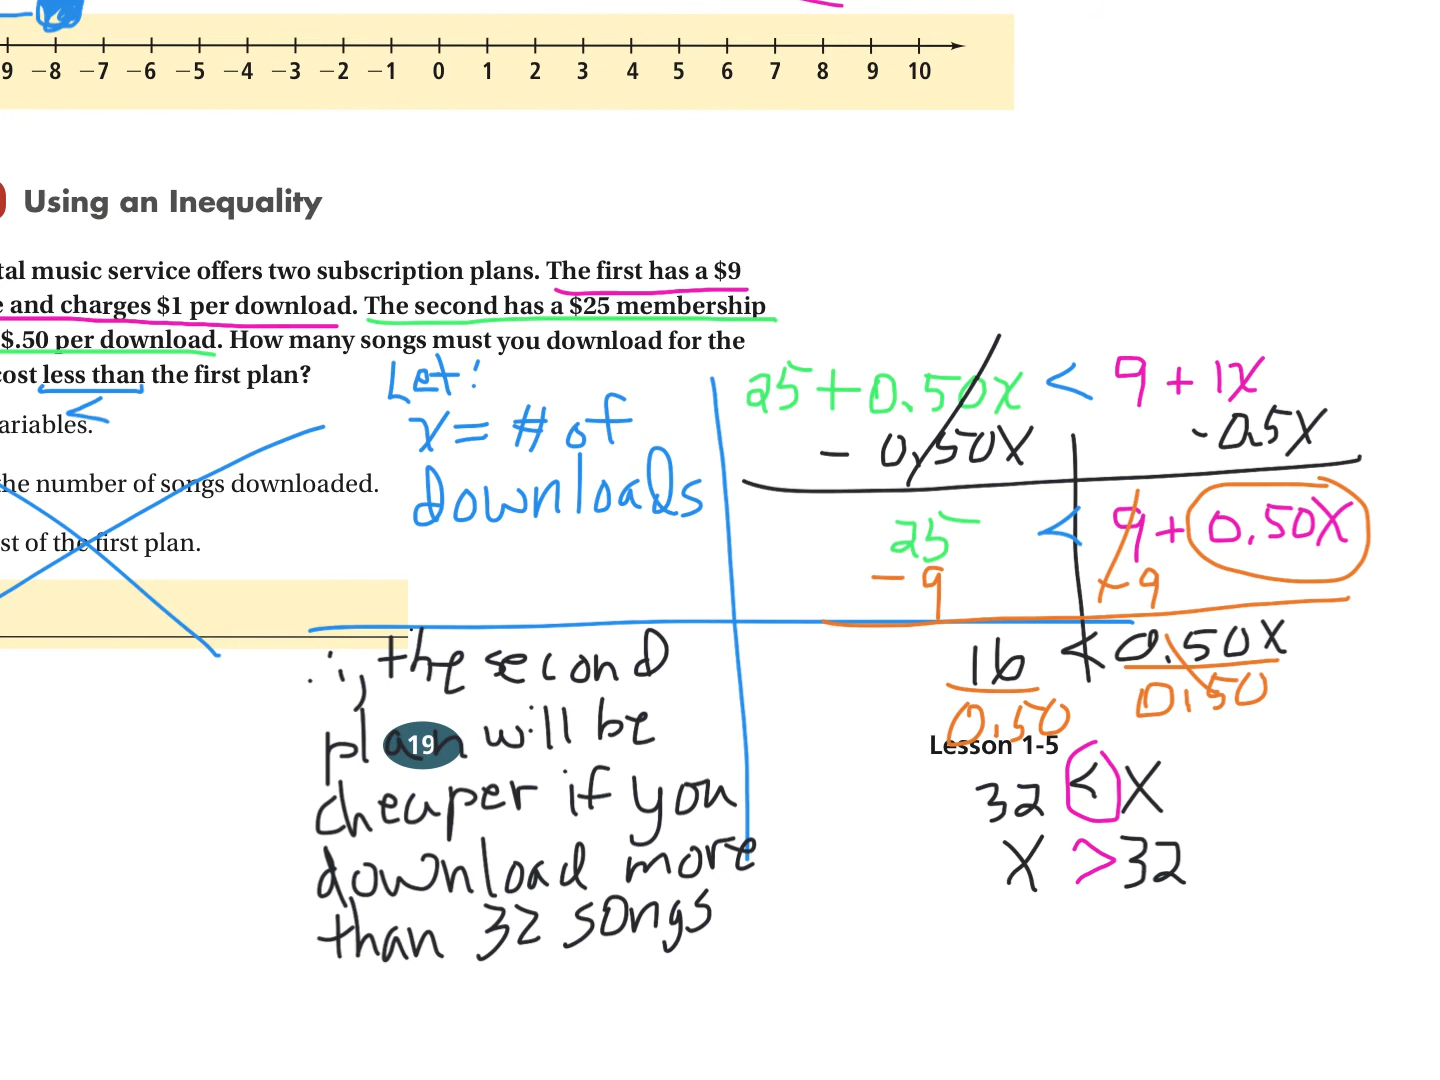 9 −8 −7 −6 −5 −4 −3 −2 −1 0 1 2 3 4 5 6 7 8 9 10
Using an Inequality
tal music service offers two subscription plans. The first has a $9
e and charges $1 per download. The second has a $25 membership
$.50 per download. How many songs must you download for the
cost less than the first plan?
<
ariables.
the number of songs downloaded.
st of the first plan.
Let:
x = # of
downloads
25 + 0.50x < 9 + 1x
- 0.50x - 0.5x
25 < 9 + 0.50x
- 9 - 9
16 < 0.50x
0.50 0.50
32 < x
x > 32
∴, the second
plan will be
cheaper if you
download more
than 32 songs
19
Lesson 1-5